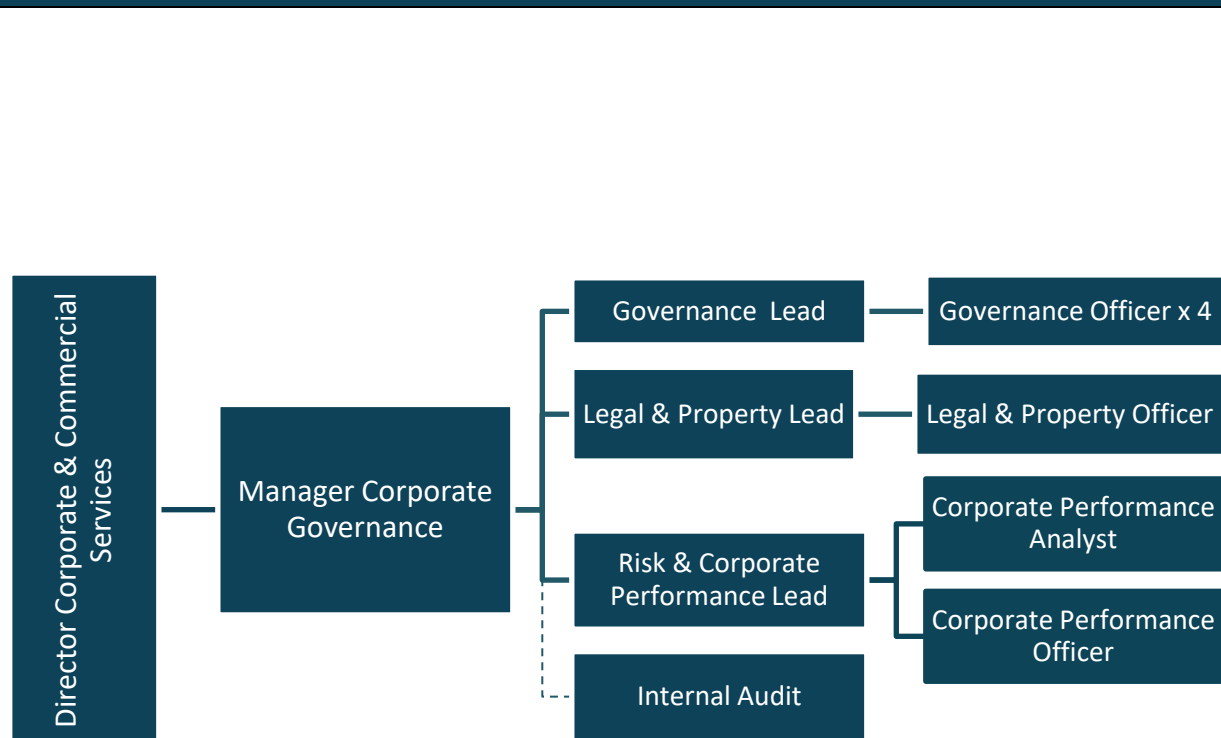 Director Corporate & Commercial
Services
Manager Corporate
Governance
Governance Lead
Governance Officer x 4
Legal & Property Lead
Legal & Property Officer
Risk & Corporate
Performance Lead
Corporate Performance
Analyst
Corporate Performance
Officer
Internal Audit